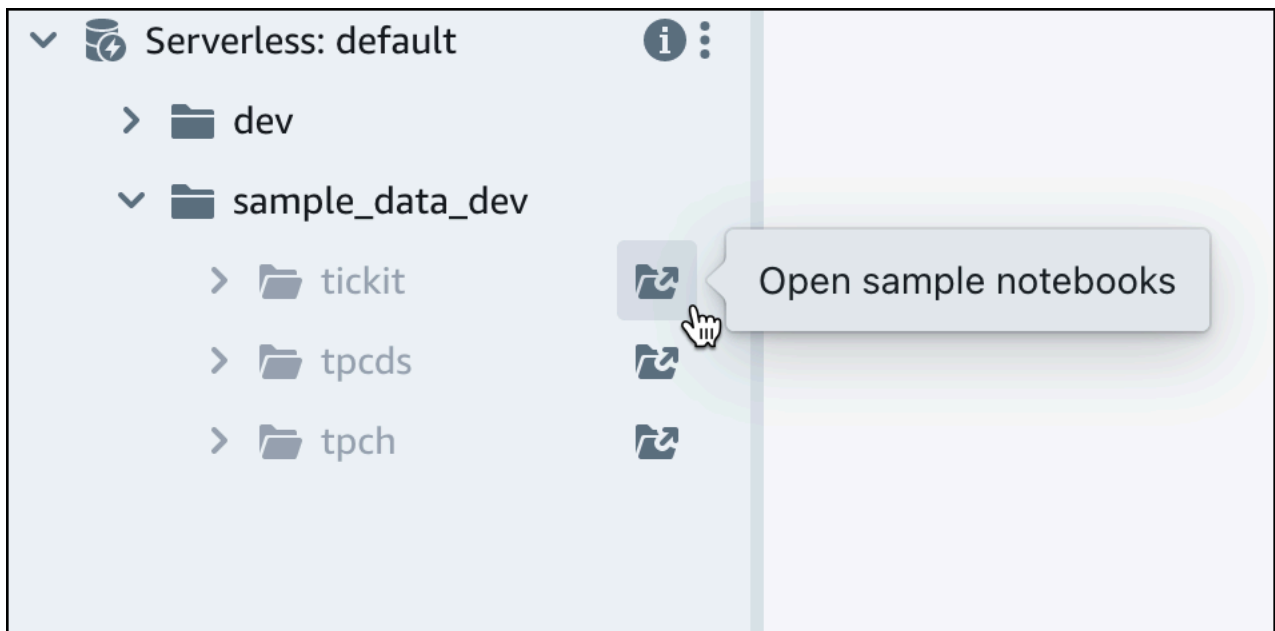 Serverless: default
dev
sample_data_dev
tickit
Open sample notebooks
tpcds
tpch